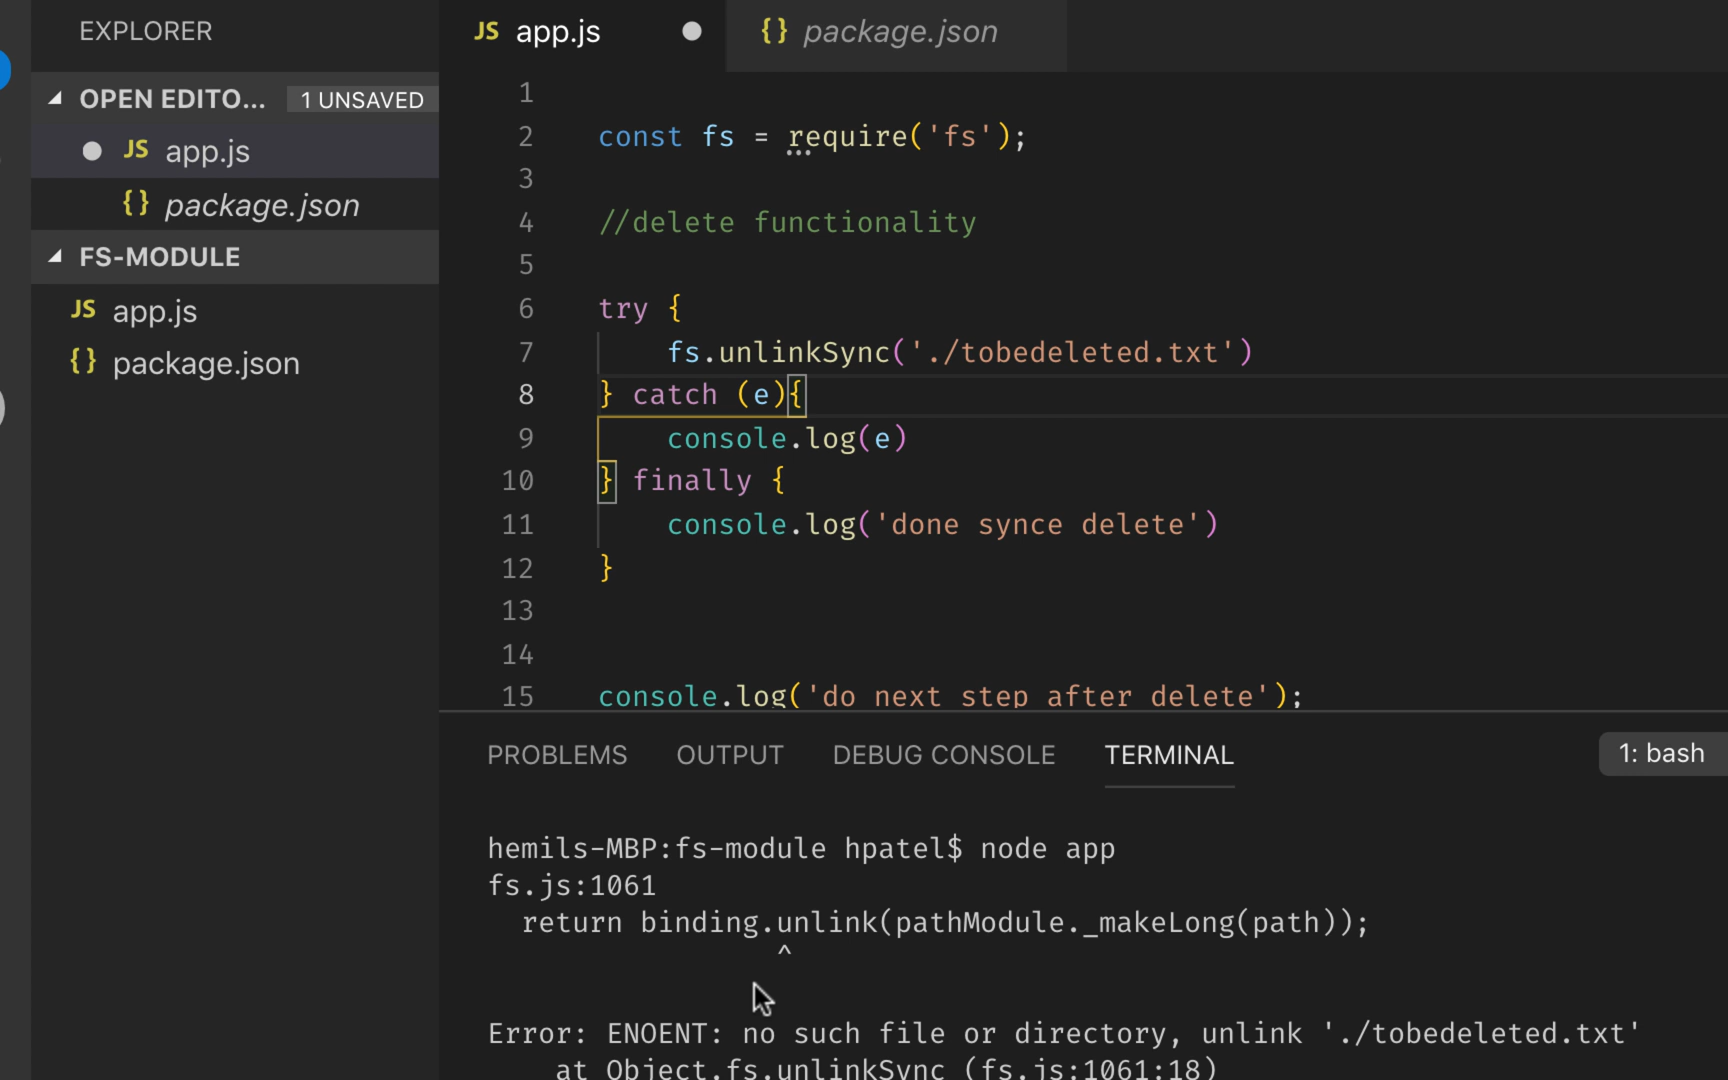 EXPLORER
OPEN EDITO... 1 UNSAVED
JS app.js
{} package.json
FS-MODULE
JS app.js
{} package.json
JS app.js
{} package.json
1
2 const fs = require('fs');
3
4 //delete functionality
5
6 try {
7 fs.unlinkSync('./tobedeleted.txt')
8 } catch (e){
9 console.log(e)
10 } finally {
11 console.log('done synce delete')
12 }
13
14
15 console.log('do next step after delete');
PROBLEMS OUTPUT DEBUG CONSOLE TERMINAL 1: bash
hemils-MBP:fs-module hpatel$ node app
fs.js:1061
return binding.unlink(pathModule._makeLong(path));
^
Error: ENOENT: no such file or directory, unlink './tobedeleted.txt'
at Object.fs.unlinkSync (fs.js:1061:18)